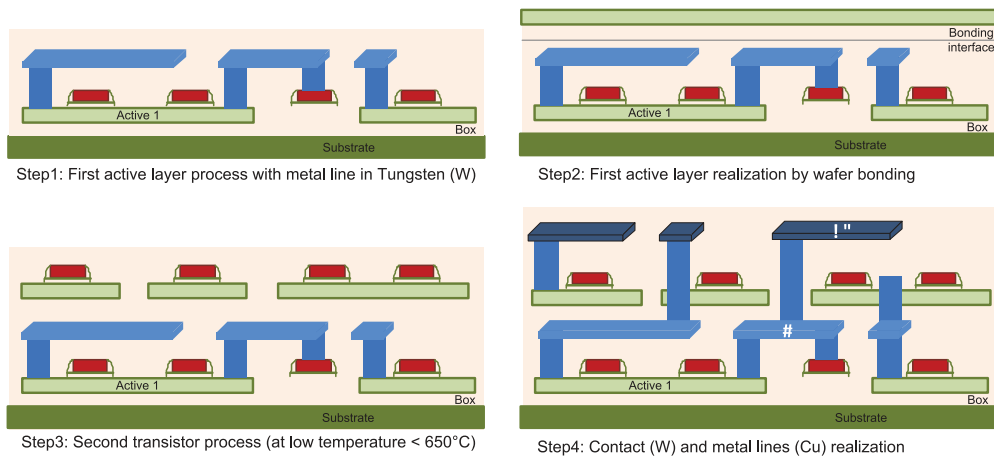 Active 1
Box
Substrate
Step1: First active layer process with metal line in Tungsten (W)
Bonding
interface
Active 1
Box
Substrate
Step2: First active layer realization by wafer bonding
Active 1
Box
Substrate
Step3: Second transistor process (at low temperature < 650°C)
! "
#
Active 1
Box
Substrate
Step4: Contact (W) and metal lines (Cu) realization